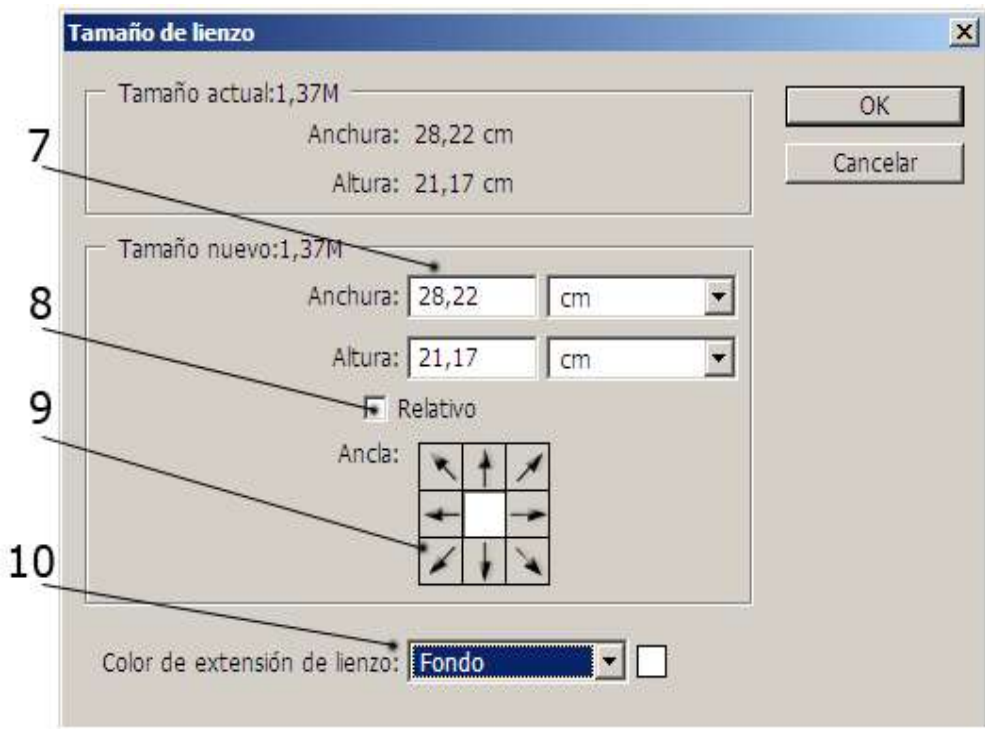 Tamaño de lienzo
Tamaño actual:1,37M
OK
Anchura: 28,22 cm
Cancelar
Altura: 21,17 cm
7
Tamaño nuevo:1,37M
Anchura: 28,22 cm
8
Altura: 21,17 cm
Relativo
9
Ancla:
10
Color de extensión de lienzo: Fondo